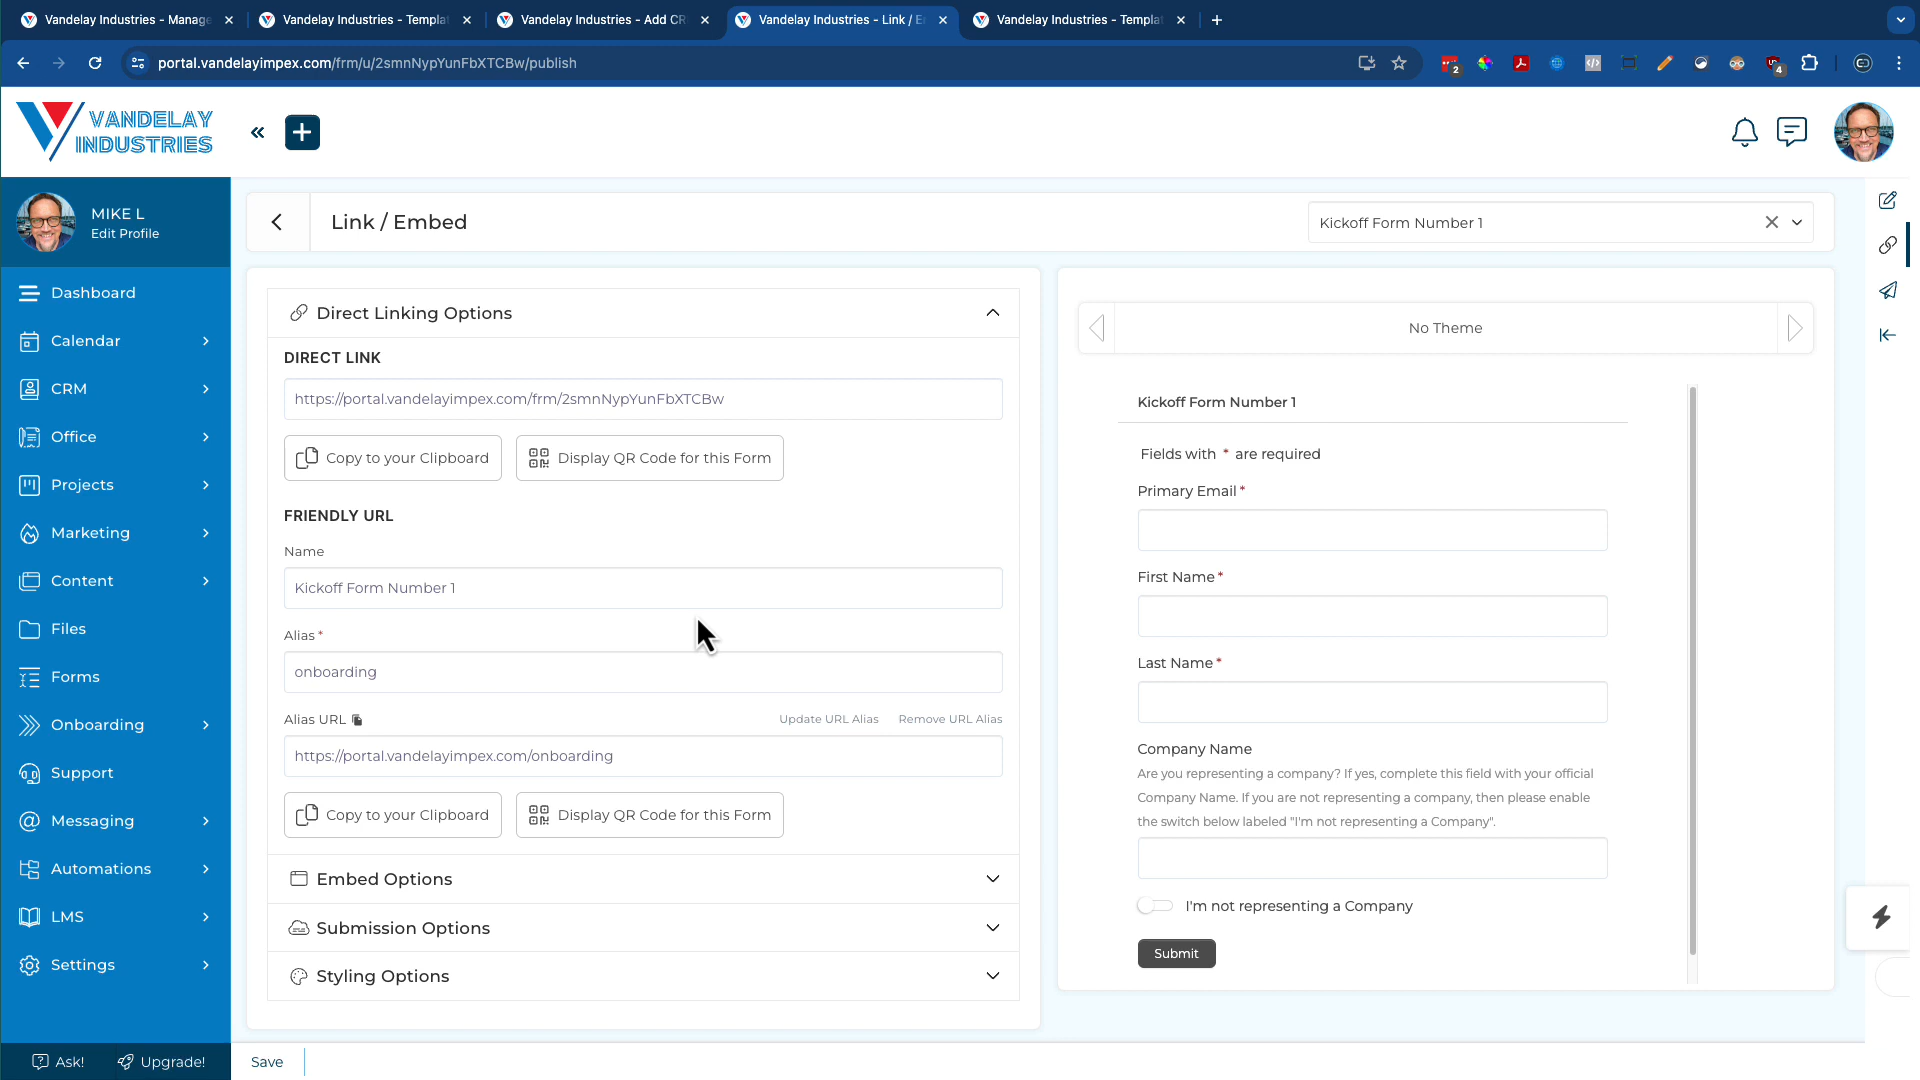 Vandelay Industries - Manage
Vandelay Industries - Templat
Vandelay Industries - Add CR
Vandelay Industries - Link / E
Vandelay Industries - Templat
portal.vandelayimpex.com/frm/u/2smnNypYunFbXTCBw/publish
2
4
VANDELAY
INDUSTRIES
MIKE L
Edit Profile
Dashboard
Calendar
CRM
Office
Projects
Marketing
Content
Files
Forms
Onboarding
Support
Messaging
Automations
LMS
Settings
Ask!
Upgrade!
Link / Embed
Kickoff Form Number 1
Direct Linking Options
DIRECT LINK
https://portal.vandelayimpex.com/frm/2smnNypYunFbXTCBw
Copy to your Clipboard
Display QR Code for this Form
FRIENDLY URL
Name
Kickoff Form Number 1
Alias *
onboarding
Alias URL
Update URL Alias
Remove URL Alias
https://portal.vandelayimpex.com/onboarding
Copy to your Clipboard
Display QR Code for this Form
Embed Options
Submission Options
Styling Options
Save
No Theme
Kickoff Form Number 1
Fields with * are required
Primary Email *
First Name *
Last Name *
Company Name
Are you representing a company? If yes, complete this field with your official
Company Name. If you are not representing a company, then please enable
the switch below labeled "I'm not representing a Company".
I'm not representing a Company
Submit